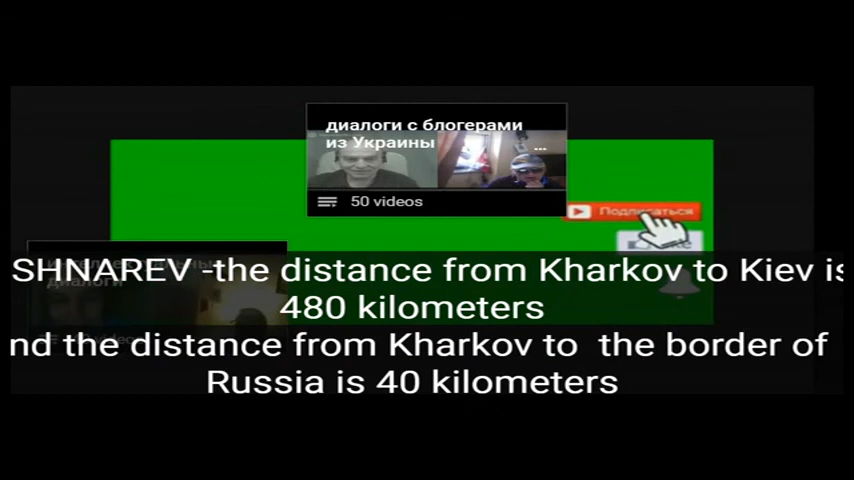 диалоги с блогерами
из Украины
...
50 videos
Подписаться
SHNAREV -the distance from Kharkov to Kiev is
480 kilometers
nd the distance from Kharkov to the border of
Russia is 40 kilometers
диалоги